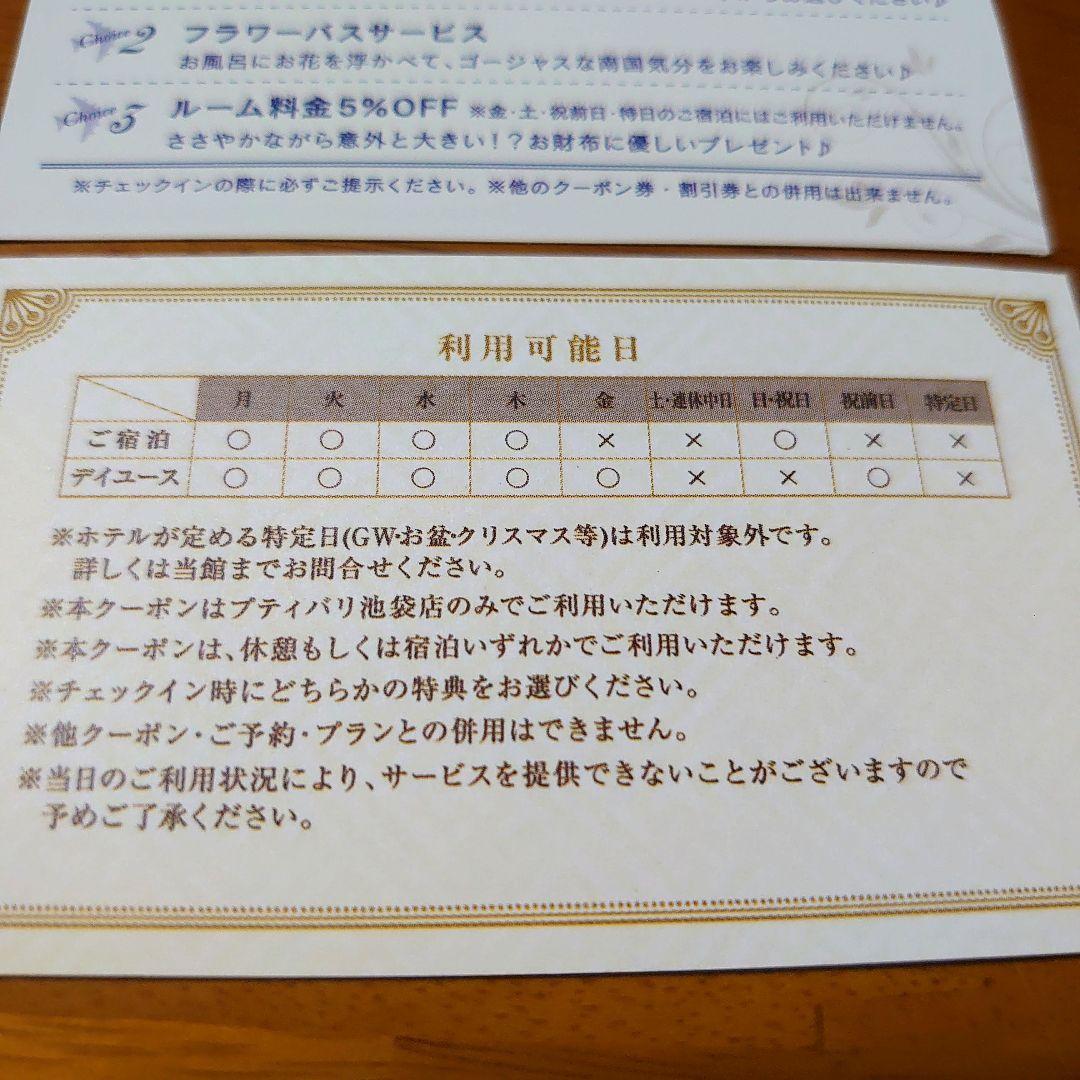 ください♪
Choice 2 フラワーバスサービス
お風呂にお花を浮かべて、ゴージャスな南国気分をお楽しみください♪
Choice 5 ルーム料金5%OFF ※金・土・祝前日・特日のご宿泊にはご利用いただけません。
ささやかながら意外と大きい!?お財布に優しいプレゼント♪
※チェックインの際に必ずご提示ください。※他のクーポン券・割引券との併用は出来ません。
利用可能日
月 火 水 木 金 土・連休中日 日・祝日 祝前日 特定日
ご宿泊 ○ ○ ○ ○ × × ○ × ×
デイユース ○ ○ ○ ○ ○ × × ○ ×
※ホテルが定める特定日(GW・お盆・クリスマス等)は利用対象外です。
詳しくは当館までお問合せください。
※本クーポンはプティバリ池袋店のみでご利用いただけます。
※本クーポンは、休憩もしくは宿泊いずれかでご利用いただけます。
※チェックイン時にどちらかの特典をお選びください。
※他クーポン・ご予約・プランとの併用はできません。
※当日のご利用状況により、サービスを提供できないことがございますので
予めご了承ください。